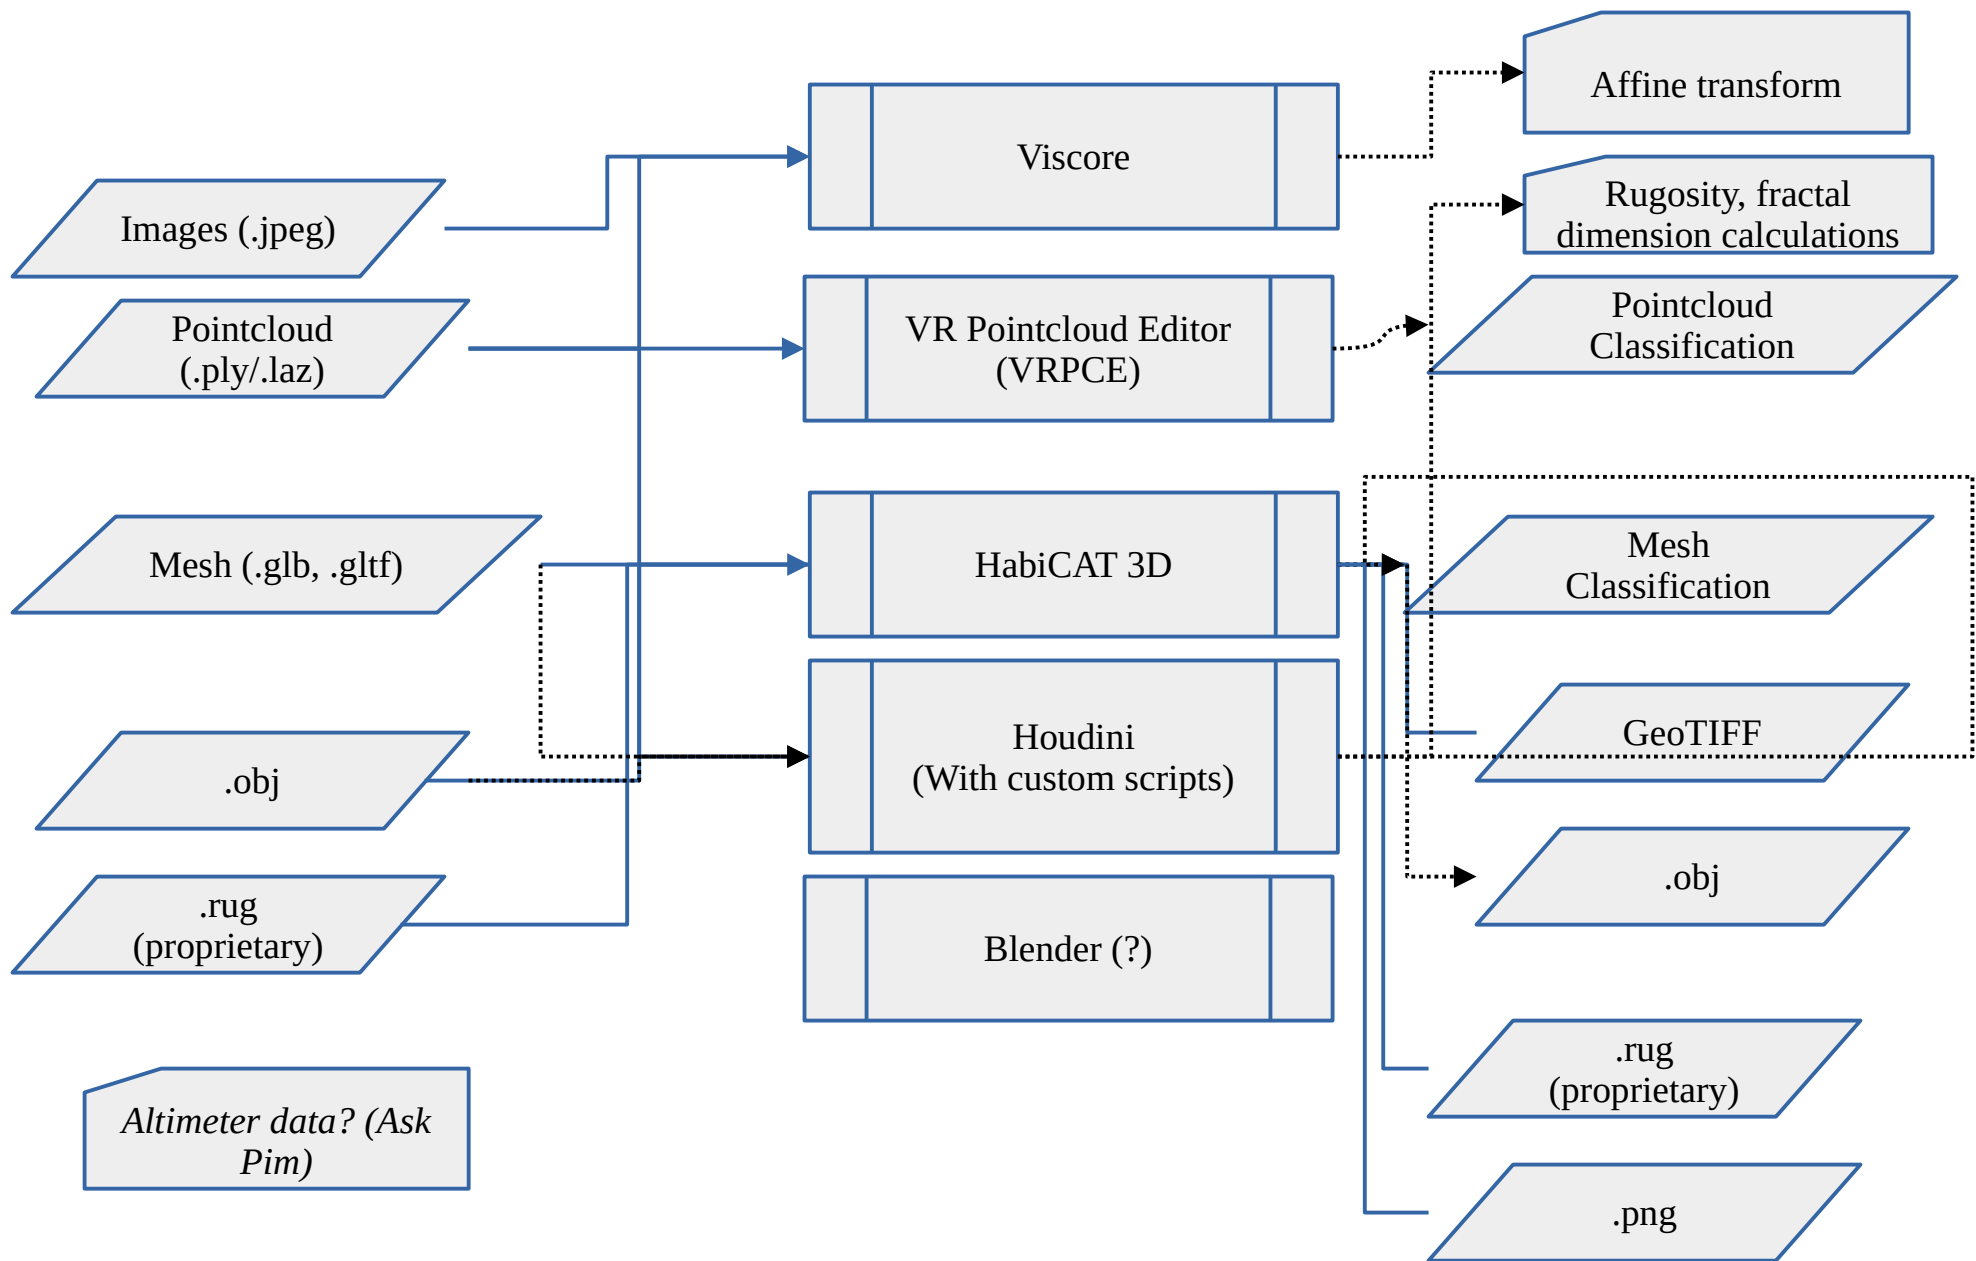 Affine transform
Viscore
Rugosity, fractal
dimension calculations
Images (.jpeg)
Pointcloud
(.ply/.laz)
VR Pointcloud Editor
(VRPCE)
Pointcloud
Classification
Mesh (.glb, .gltf)
HabiCAT 3D
Mesh
Classification
.obj
Houdini
(With custom scripts)
GeoTIFF
.obj
.rug
(proprietary)
Blender (?)
.rug
(proprietary)
Altimeter data? (Ask
Pim)
.png